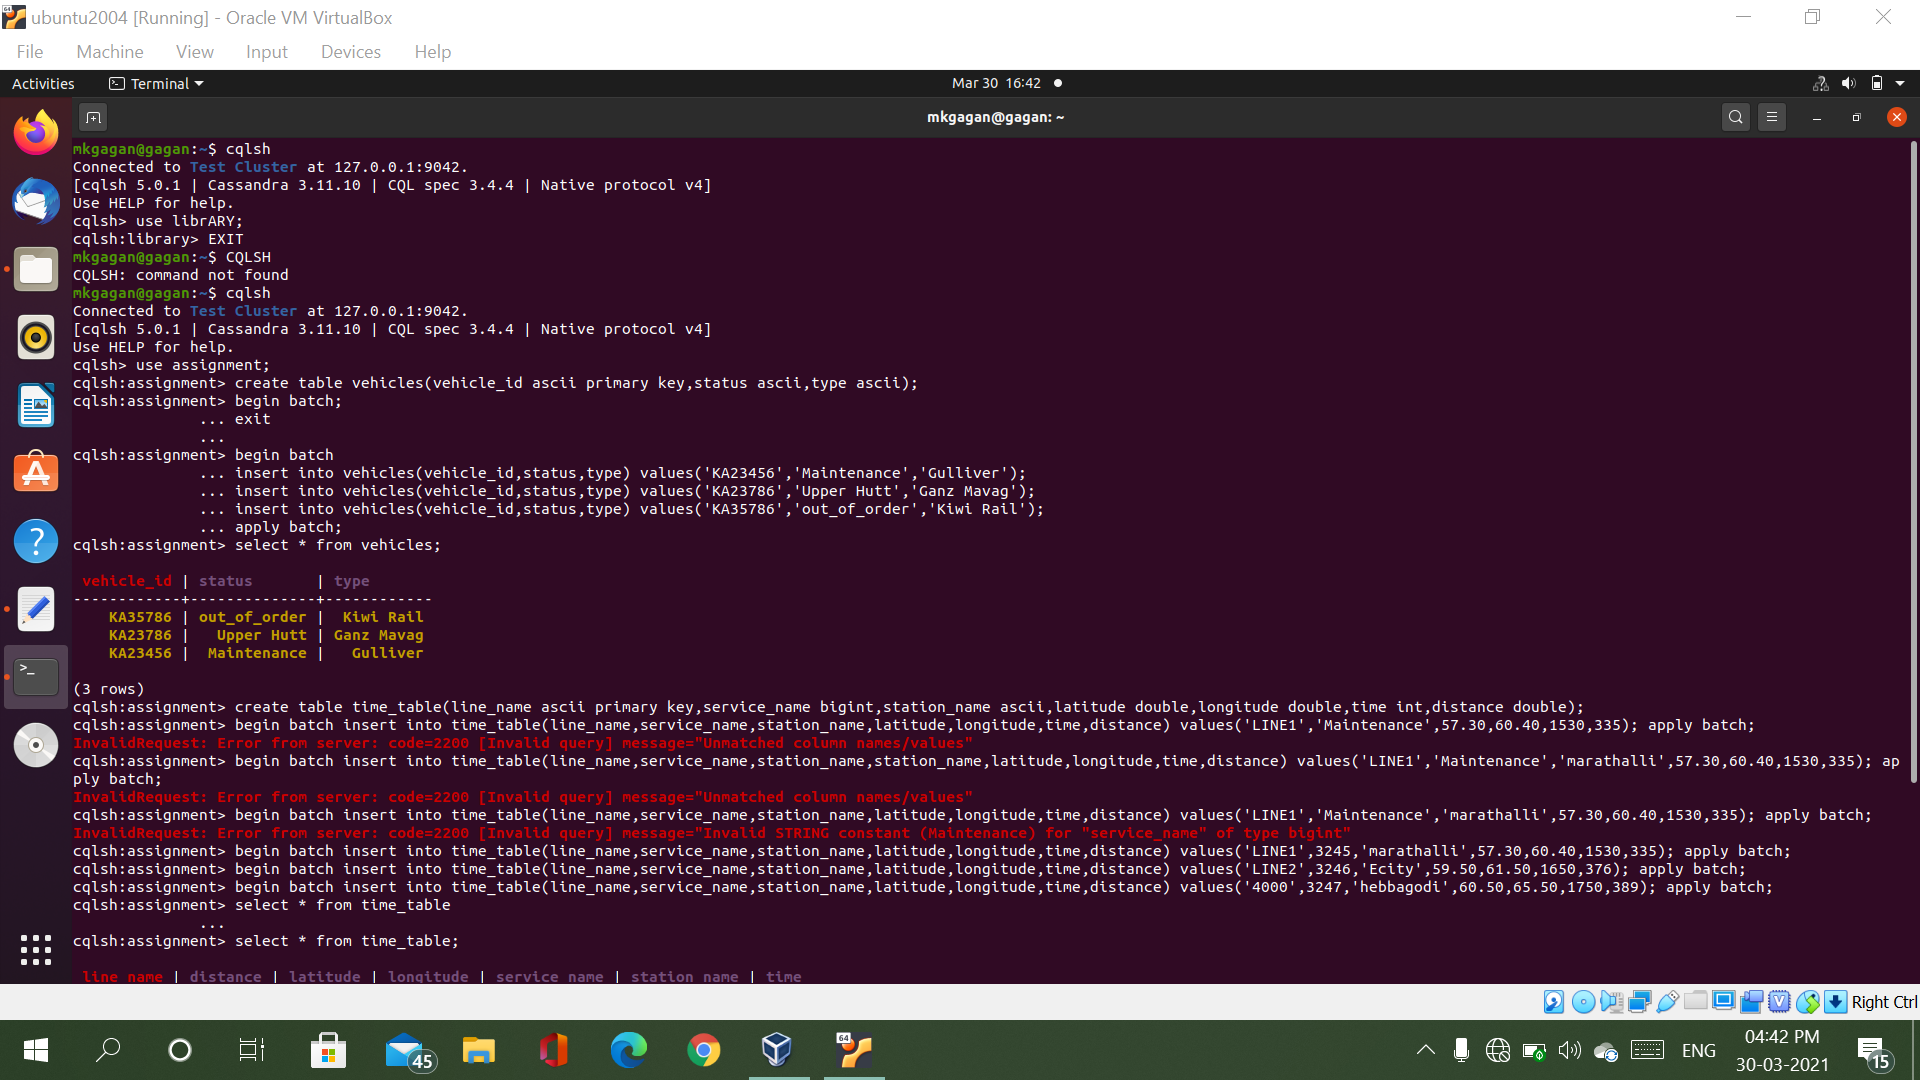 ubuntu2004 [Running] - Oracle VM VirtualBox
File Machine View Input Devices Help
Activities Terminal Mar 30 16:42
mkgagan@gagan: ~
mkgagan@gagan:~$ cqlsh
Connected to Test Cluster at 127.0.0.1:9042.
[cqlsh 5.0.1 | Cassandra 3.11.10 | CQL spec 3.4.4 | Native protocol v4]
Use HELP for help.
cqlsh> use librARY;
cqlsh:library> EXIT
mkgagan@gagan:~$ CQLSH
CQLSH: command not found
mkgagan@gagan:~$ cqlsh
Connected to Test Cluster at 127.0.0.1:9042.
[cqlsh 5.0.1 | Cassandra 3.11.10 | CQL spec 3.4.4 | Native protocol v4]
Use HELP for help.
cqlsh> use assignment;
cqlsh:assignment> create table vehicles(vehicle_id ascii primary key,status ascii,type ascii);
cqlsh:assignment> begin batch;
... exit
...
cqlsh:assignment> begin batch
... insert into vehicles(vehicle_id,status,type) values('KA23456','Maintenance','Gulliver');
... insert into vehicles(vehicle_id,status,type) values('KA23786','Upper Hutt','Ganz Mavag');
... insert into vehicles(vehicle_id,status,type) values('KA35786','out_of_order','Kiwi Rail');
... apply batch;
cqlsh:assignment> select * from vehicles;
vehicle_id | status | type
------------+--------------+------------
KA35786 | out_of_order | Kiwi Rail
KA23786 | Upper Hutt | Ganz Mavag
KA23456 | Maintenance | Gulliver
(3 rows)
cqlsh:assignment> create table time_table(line_name ascii primary key,service_name bigint,station_name ascii,latitude double,longitude double,time int,distance double);
cqlsh:assignment> begin batch insert into time_table(line_name,service_name,station_name,latitude,longitude,time,distance) values('LINE1','Maintenance',57.30,60.40,1530,335); apply batch;
InvalidRequest: Error from server: code=2200 [Invalid query] message="Unmatched column names/values"
cqlsh:assignment> begin batch insert into time_table(line_name,service_name,station_name,station_name,latitude,longitude,time,distance) values('LINE1','Maintenance','marathalli',57.30,60.40,1530,335); ap
ply batch;
InvalidRequest: Error from server: code=2200 [Invalid query] message="Unmatched column names/values"
cqlsh:assignment> begin batch insert into time_table(line_name,service_name,station_name,latitude,longitude,time,distance) values('LINE1','Maintenance','marathalli',57.30,60.40,1530,335); apply batch;
InvalidRequest: Error from server: code=2200 [Invalid query] message="Invalid STRING constant (Maintenance) for "service_name" of type bigint"
cqlsh:assignment> begin batch insert into time_table(line_name,service_name,station_name,latitude,longitude,time,distance) values('LINE1',3245,'marathalli',57.30,60.40,1530,335); apply batch;
cqlsh:assignment> begin batch insert into time_table(line_name,service_name,station_name,latitude,longitude,time,distance) values('LINE2',3246,'Ecity',59.50,61.50,1650,376); apply batch;
cqlsh:assignment> begin batch insert into time_table(line_name,service_name,station_name,latitude,longitude,time,distance) values('4000',3247,'hebbagodi',60.50,65.50,1750,389); apply batch;
cqlsh:assignment> select * from time_table
...
cqlsh:assignment> select * from time_table;
line_name | distance | latitude | longitude | service_name | station_name | time
Right Ctrl
45
64
ENG
04:42 PM
30-03-2021
15